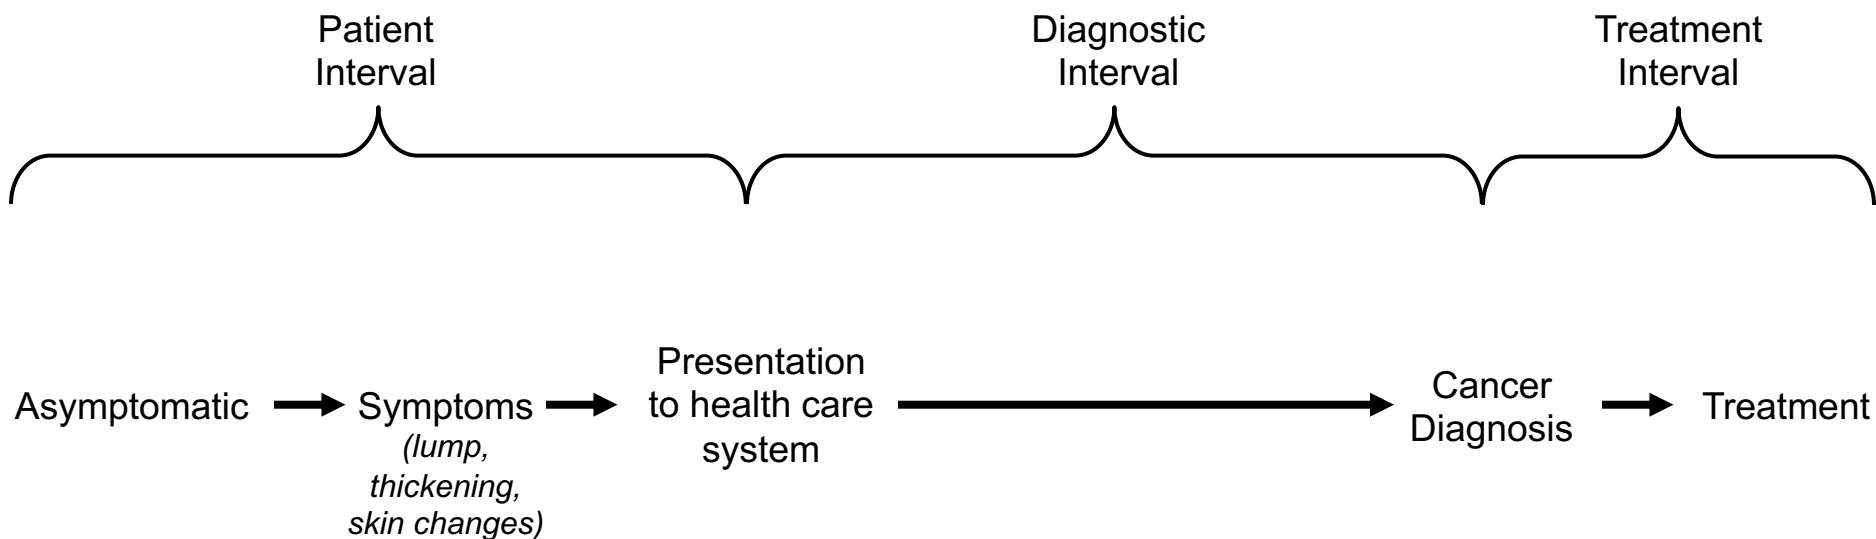 Patient
Interval
Diagnostic
Interval
Treatment
Interval
Asymptomatic
Symptoms
(lump,
thickening,
skin changes)
Presentation
to health care
system
Cancer
Diagnosis
Treatment